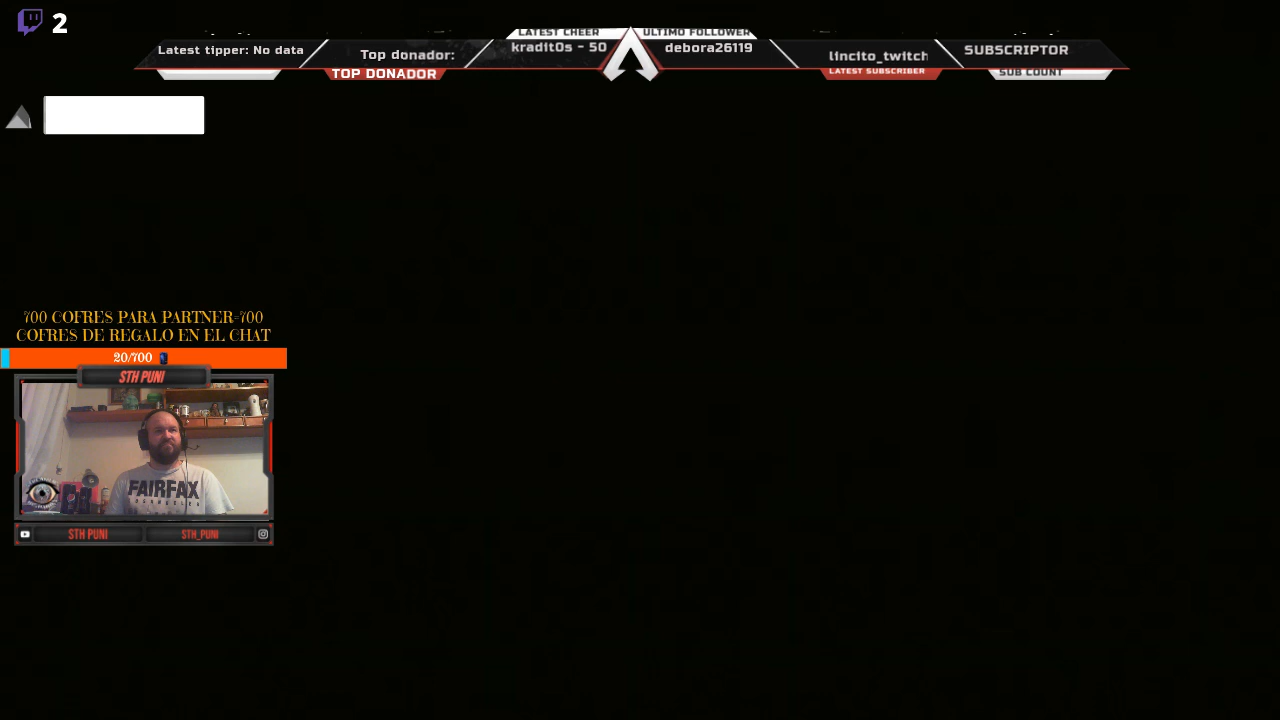 2
LATEST CHEER
ULTIMO FOLLOWER
Latest tipper: No data
Top donador:
kradit0s - 50
debora26119
lincito_twitch
SUBSCRIPTOR
TOP DONADOR
LATEST SUBSCRIBER
SUB COUNT
700 COFRES PARA PARTNER=700
COFRES DE REGALO EN EL CHAT
20/700
STH PUNI
FAIRFAX
STH PUNI
STH_PUNI